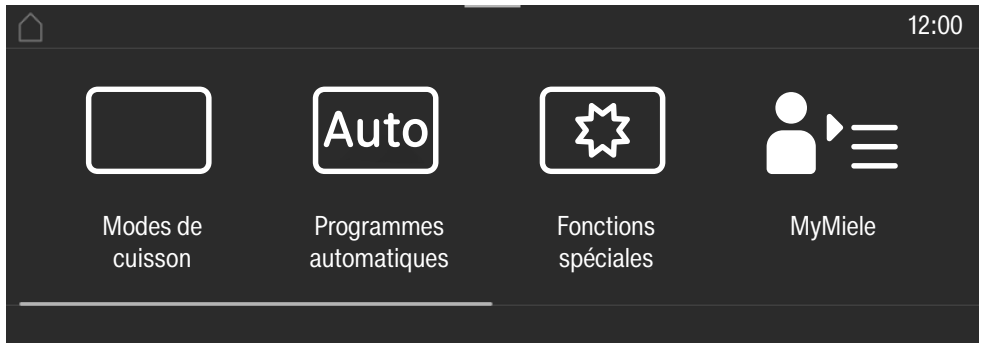 12:00
Auto
Modes de
cuisson
Programmes
automatiques
Fonctions
spéciales
MyMiele